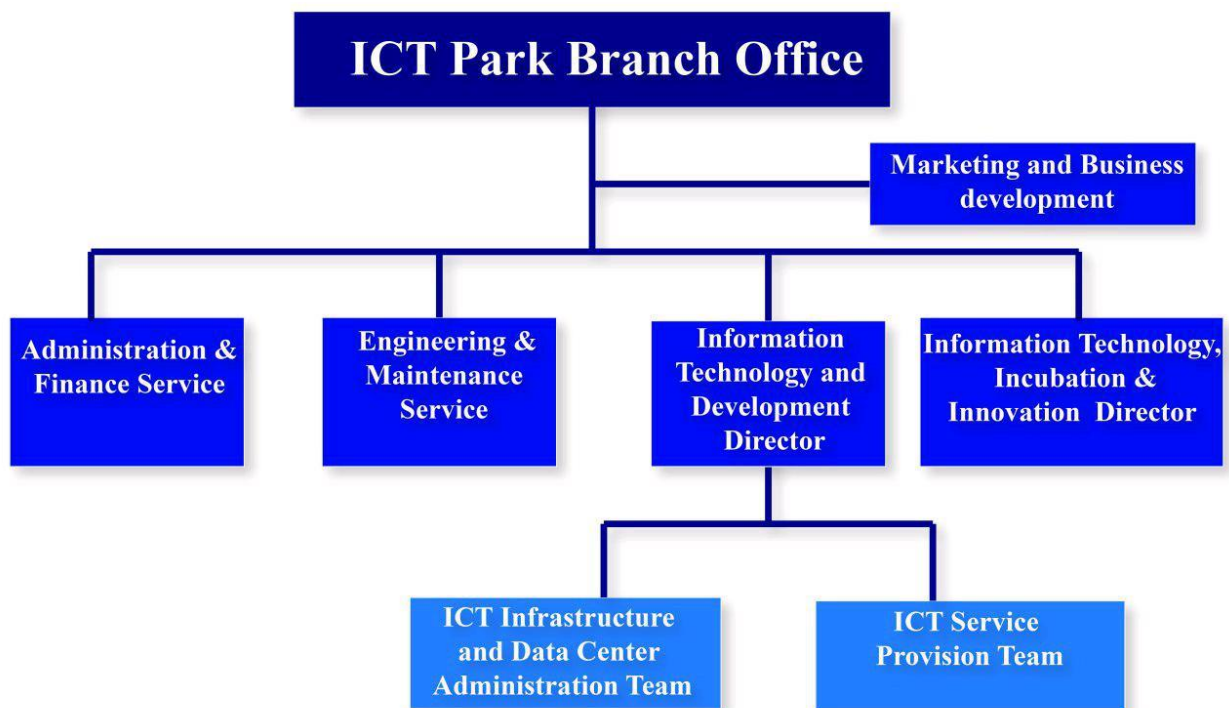 ICT Park Branch Office
Marketing and Business
development
Administration &
Finance Service
Engineering &
Maintenance
Service
Information
Technology and
Development
Director
Information Technology,
Incubation &
Innovation Director
ICT Infrastructure
and Data Center
Administration Team
ICT Service
Provision Team